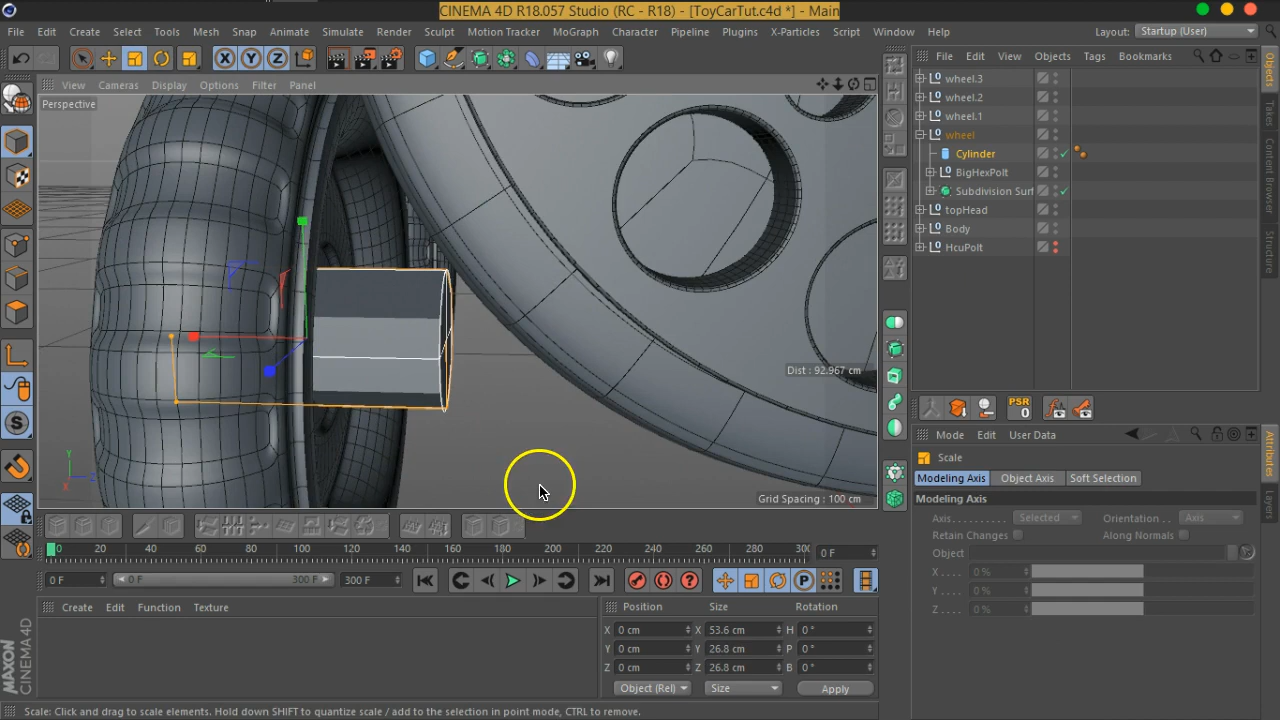 CINEMA 4D R18.057 Studio (RC - R18) - [ToyCarTut.c4d *] - Main
File Edit Create Select Tools Mesh Snap Animate Simulate Render Sculpt Motion Tracker MoGraph Character Pipeline Plugins X-Particles Script Window Layout: Startup (User)
X Y Z
View Cameras Display Options Filter Panel
File Edit View Objects Tags Bookmarks
Perspective
wheel.3
wheel.2
wheel.1
wheel
Cylinder
BigHexPolt
Subdivision Surf
topHead
Body
HcuPolt
Objects
Takes
Content Browser
Structure
Dist : 92.967 cm
Grid Spacing : 100 cm
Y
Z
X
PSR
0
Mode Edit User Data
Scale
Modeling Axis Object Axis Soft Selection
Modeling Axis
Axis Selected Orientation Axis
Retain Changes Along Normals
Object
X 0 %
Y 0 %
Z 0 %
Attributes
Layers
0 20 40 60 80 100 120 140 160 180 200 220 240 260 280 30 0 F
0 F 0 F 300 F 300 F
Create Edit Function Texture
Position Size Rotation
X 0 cm X 53.6 cm H 0 °
Y 0 cm Y 26.8 cm P 0 °
Z 0 cm Z 26.8 cm B 0 °
Object (Rel) Size Apply
MAXON
CINEMA 4D
Scale: Click and drag to scale elements. Hold down SHIFT to quantize scale / add to the selection in point mode, CTRL to remove.